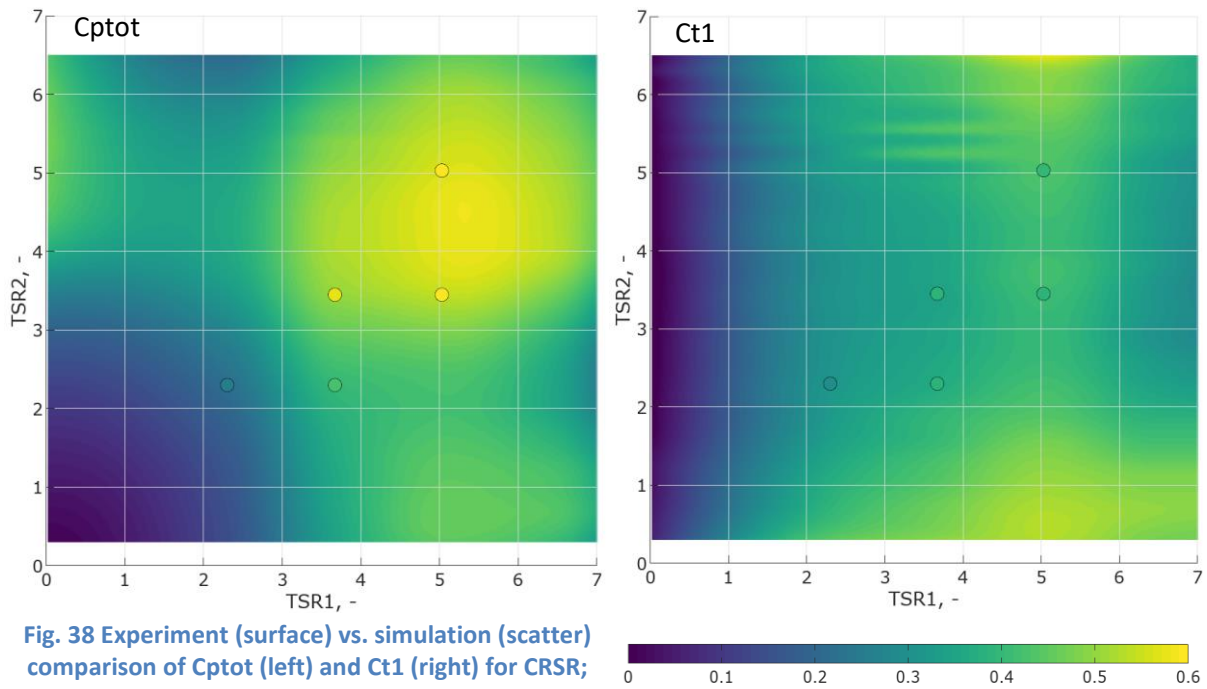 Cptot
7
6
5
4
3
2
1
0
TSR2, -
0 1 2 3 4 5 6 7
TSR1, -
Ct1
7
6
5
4
3
2
1
0
TSR2, -
0 1 2 3 4 5 6 7
TSR1, -
Fig. 38 Experiment (surface) vs. simulation (scatter)
comparison of Cptot (left) and Ct1 (right) for CRSR;
0 0.1 0.2 0.3 0.4 0.5 0.6